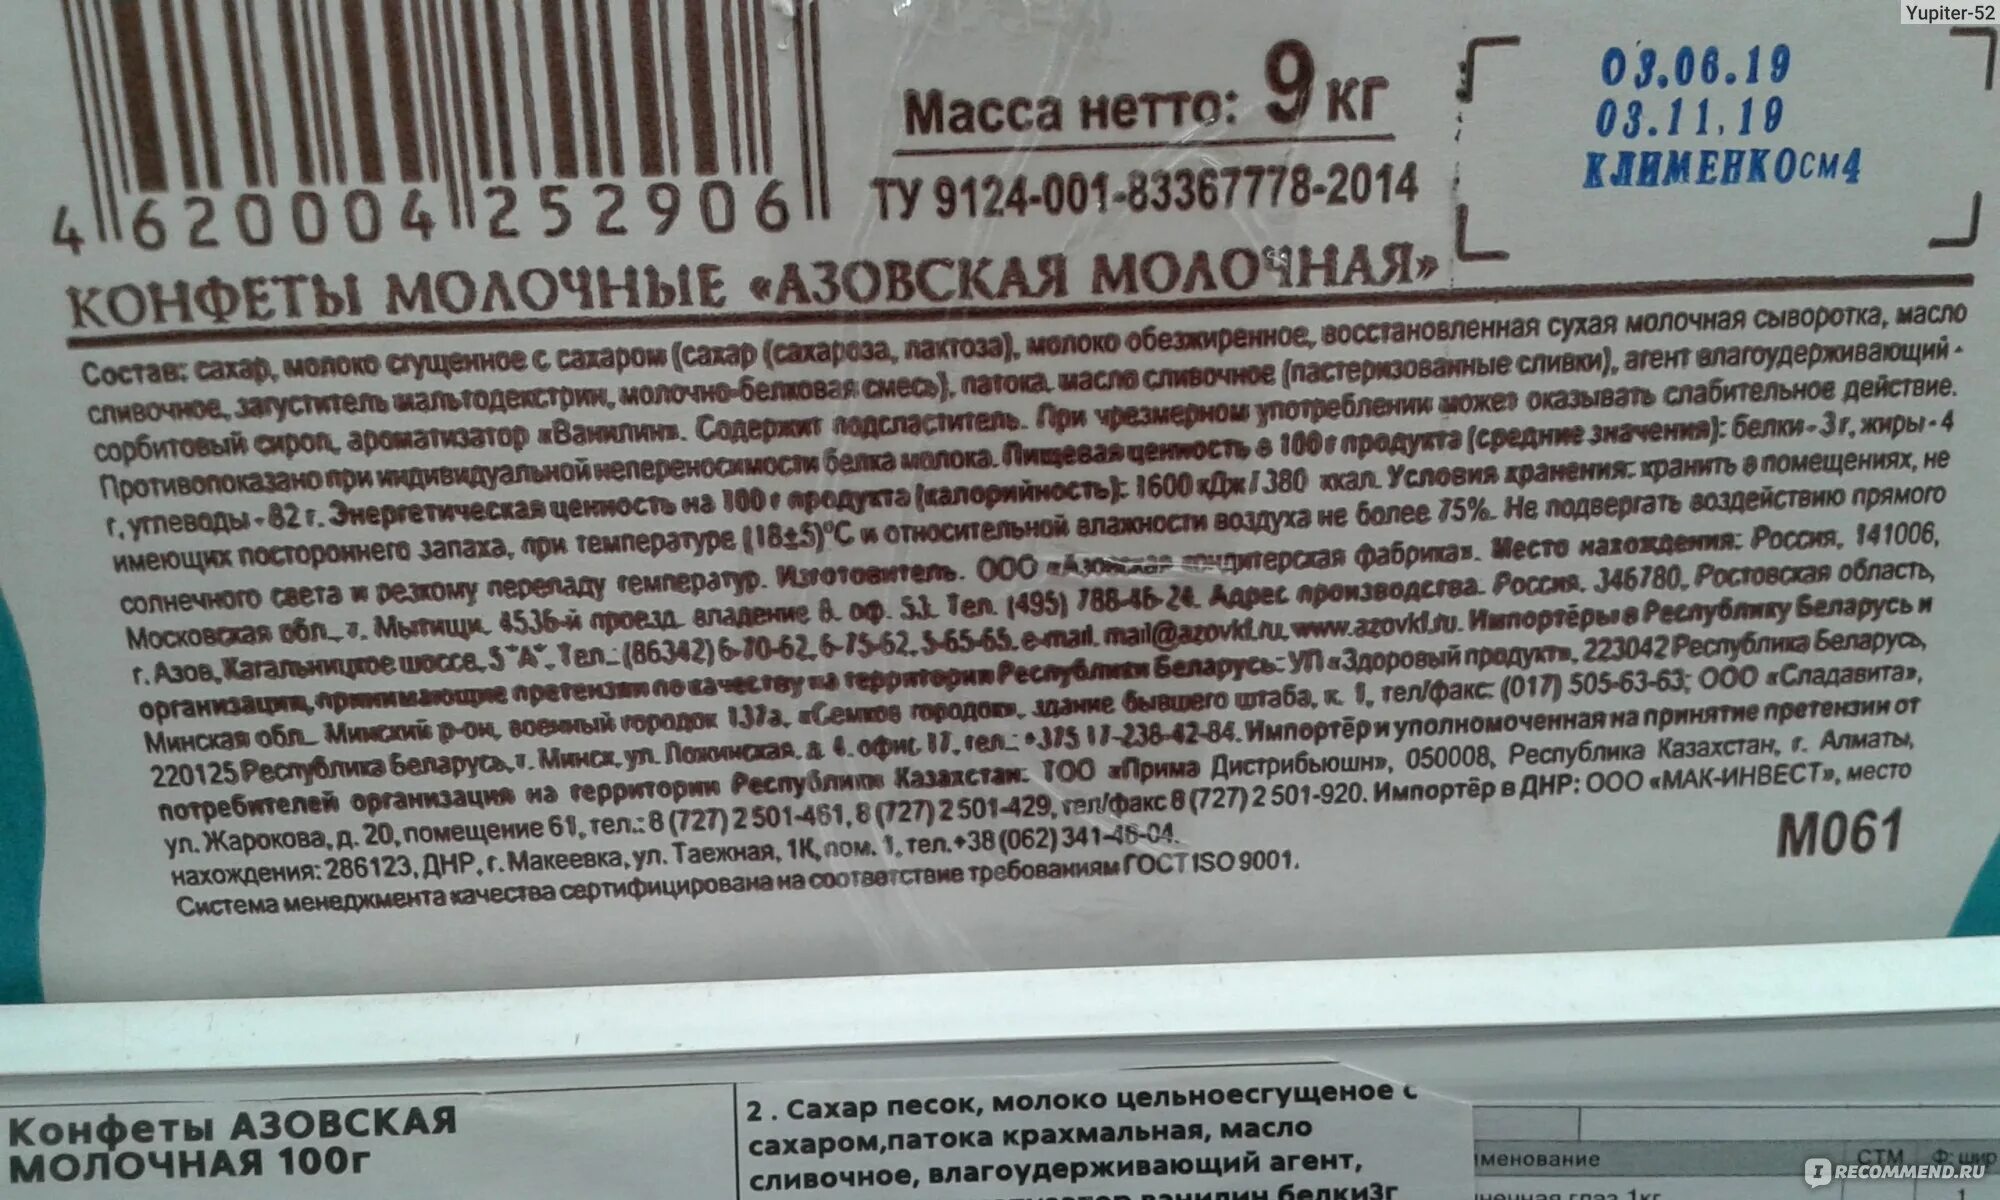 Yupiter-52
Масса нетто: 9 кг
03.06.19
03.11.19
КЛИМЕНКОсм4
ТУ 9124-001-83367778-2014
4 620004 252906
КОНФЕТЫ МОЛОЧНЫЕ «АЗОВСКАЯ МОЛОЧНАЯ»
Состав: сахар, молоко сгущенное с сахаром (сахар (сахароза, лактоза), молоко обезжиренное, восстановленная сухая молочная сыворотка, масло
сливочное, загуститель мальтодекстрин, молочно-белковая смесь), патока, масло сливочное (пастеризованные сливки), агент влагоудерживающий -
сорбитовый сироп, ароматизатор «Ванилин». Содержит подсластитель. При чрезмерном употреблении может оказывать слабительное действие.
Противопоказано при индивидуальной непереносимости белка молока. Пищевая ценность в 100 г продукта (средние значения): белки - 3 г, жиры - 4
г, углеводы - 82 г. Энергетическая ценность на 100 г продукта (калорийность): 1600 кДж / 380 ккал. Условия хранения: хранить в помещениях, не
имеющих постороннего запаха, при температуре (18±5)°С и относительной влажности воздуха не более 75%. Не подвергать воздействию прямого
солнечного света и резкому перепаду температур. Изготовитель: ООО «Азовская кондитерская фабрика». Место нахождения: Россия, 141006,
Московская обл., г. Мытищи, 4536-й проезд, владение 8, оф. 51. Тел. (495) 788-46-24. Адрес производства: Россия, 346780, Ростовская область,
г. Азов, Кагальницкое шоссе, 5 "А", Тел.: (86342) 6-70-62, 6-75-62, 5-65-65. e-mail. mail@azovkf.ru, www.azovkf.ru. Импортёры в Республику Беларусь и
организации, принимающие претензии по качеству на территории Республики Беларусь: УП «Здоровый продукт», 223042 Республика Беларусь,
Минская обл., Минский р-он, военный городок 137а, «Семков городок», здание бывшего штаба, к. 1, тел/факс: (017) 505-63-63; ООО «Сладавита»,
220125 Республика Беларусь, г. Минск, ул. Ложинская, д. 4, офис 17, тел.: +375 17-238-42-84. Импортёр и уполномоченная на принятие претензии от
потребителей организация на территории Республики Казахстан: ТОО «Прима Дистрибьюшн», 050008, Республика Казахстан, г. Алматы,
ул. Жарокова, д. 20, помещение 61, тел.: 8 (727) 2 501-461, 8 (727) 2 501-429, тел/факс 8 (727) 2 501-920. Импортёр в ДНР: ООО «МАК-ИНВЕСТ», место
нахождения: 286123, ДНР, г. Макеевка, ул. Таежная, 1К, пом. 1, тел. +38 (062) 341-46-04.
Система менеджмента качества сертифицирована на соответствие требованиям ГОСТ ISO 9001.
М061
Конфеты АЗОВСКАЯ
МОЛОЧНАЯ 100г
2 . Сахар песок, молоко цельноесгущеное с
сахаром,патока крахмальная, масло
сливочное, влагоудерживающий агент,
ванилин белки3г
именование СТМ
IRECOMMEND.RU